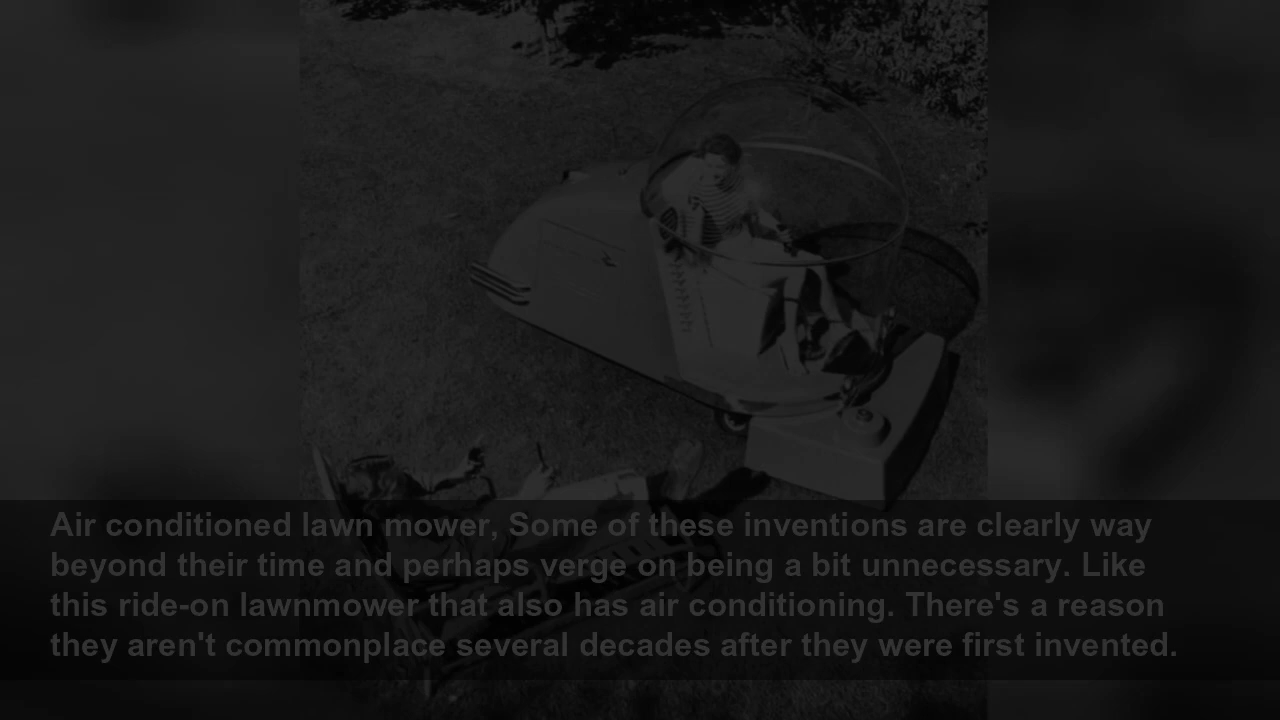 Air conditioned lawn mower, Some of these inventions are clearly way
beyond their time and perhaps verge on being a bit unnecessary. Like
this ride-on lawnmower that also has air conditioning. There's a reason
they aren't commonplace several decades after they were first invented.